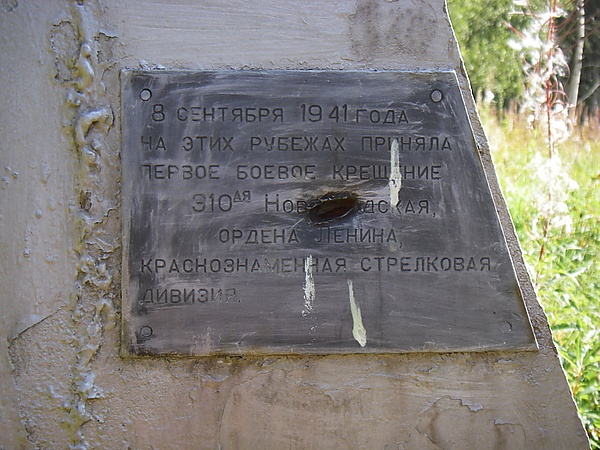 8 СЕНТЯБРЯ 1941 ГОДА
НА ЭТИХ РУБЕЖАХ ПРИНЯЛА
ПЕРВОЕ БОЕВОЕ КРЕЩЕНИЕ
310АЯ
ОРДЕНА ЛЕНИНА,
КРАСНОЗНАМЕННАЯ СТРЕЛКОВАЯ
ДИВИЗИЯ.